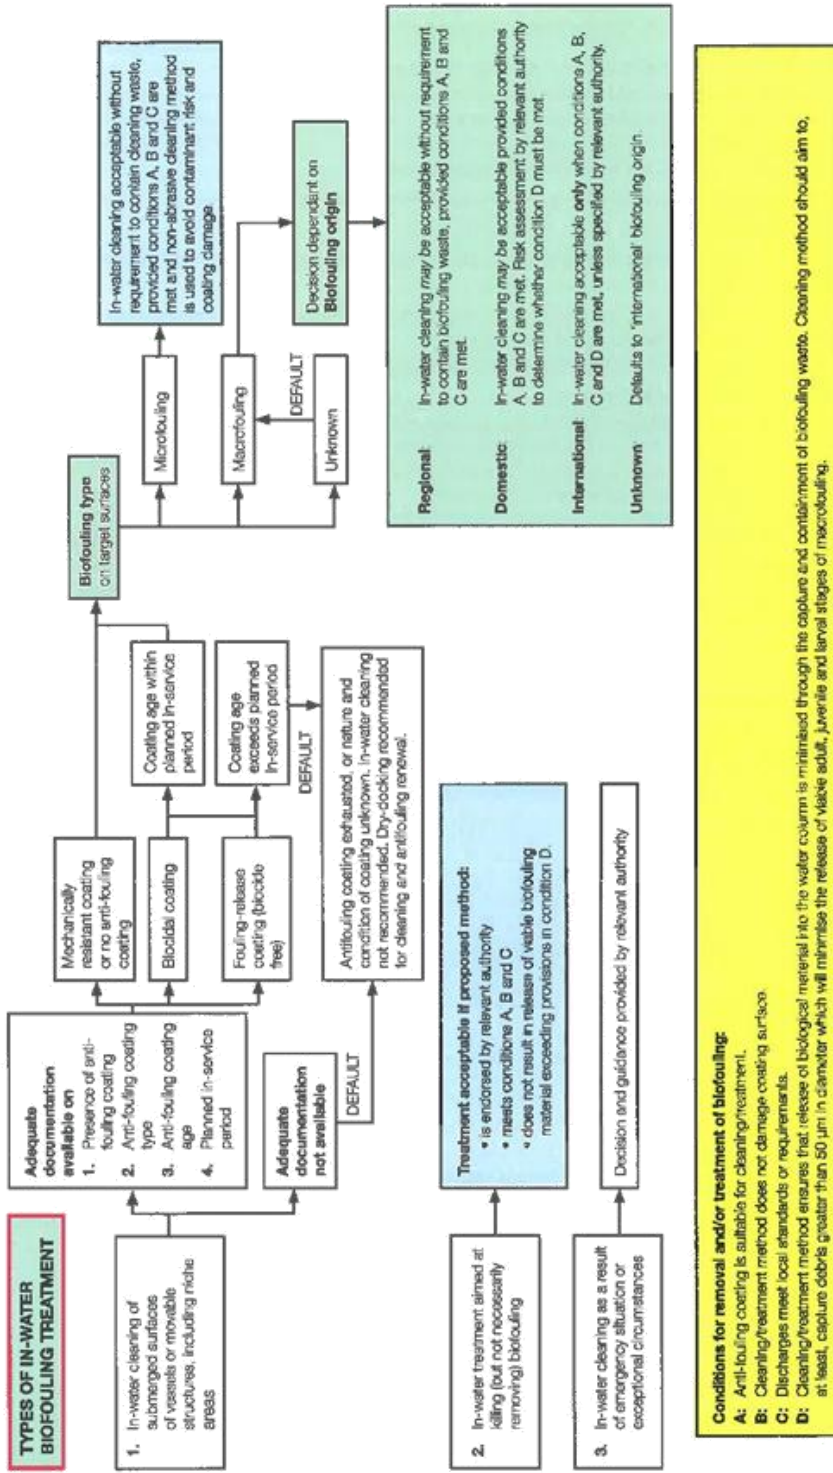 TYPES OF IN-WATER
BIOFOULING TREATMENT
1. In-water cleaning of
submerged surfaces
of vessels or movable
structures, including niche
areas
Adequate
documentation
available on
1. Presence of anti-
fouling coating
2. Anti-fouling coating
type
3. Anti-fouling coating
age
4. Planned in-service
period
Adequate
documentation
not available
DEFAULT
Mechanically
resistant coating
or no anti-fouling
coating
Biocidal coating
Fouling-release
coating (biocide
free)
Coating age within
planned in-service
period
Coating age
exceeds planned
in-service period
DEFAULT
Antifouling coating exhausted, or nature and
condition of coating unknown. In-water cleaning
not recommended. Dry-docking recommended
for cleaning and antifouling renewal.
Biofouling type
on target surfaces
Microfouling
Macrofouling
DEFAULT
Unknown
In-water cleaning acceptable without
requirement to contain cleaning waste,
provided conditions A, B and C are
met and non-abrasive cleaning method
is used to avoid contaminant risk and
coating damage
Decision dependant on
Biofouling origin
Regional: In-water cleaning may be acceptable without requirement
to contain biofouling waste, provided conditions A, B and
C are met.
Domestic: In-water cleaning may be acceptable provided conditions
A, B and C are met. Risk assessment by relevant authority
to determine whether condition D must be met.
International: In-water cleaning acceptable only when conditions A, B,
C and D are met, unless specified by relevant authority.
Unknown: Defaults to 'international' biofouling origin.
2. In-water treatment aimed at
killing (but not necessarily
removing) biofouling
Treatment acceptable if proposed method:
• is endorsed by relevant authority
• meets conditions A, B and C
• does not result in release of viable biofouling
material exceeding provisions in condition D.
3. In-water cleaning as a result
of emergency situation or
exceptional circumstances
Decision and guidance provided by relevant authority
Conditions for removal and/or treatment of biofouling:
A: Anti-fouling coating is suitable for cleaning/treatment.
B: Cleaning/treatment method does not damage coating surface.
C: Discharges meet local standards or requirements.
D: Cleaning/treatment method ensures that release of biological material into the water column is minimised through the capture and containment of biofouling waste. Cleaning method should aim to,
at least, capture debris greater than 50 µm in diameter which will minimise the release of viable adult, juvenile and larval stages of macrofouling.